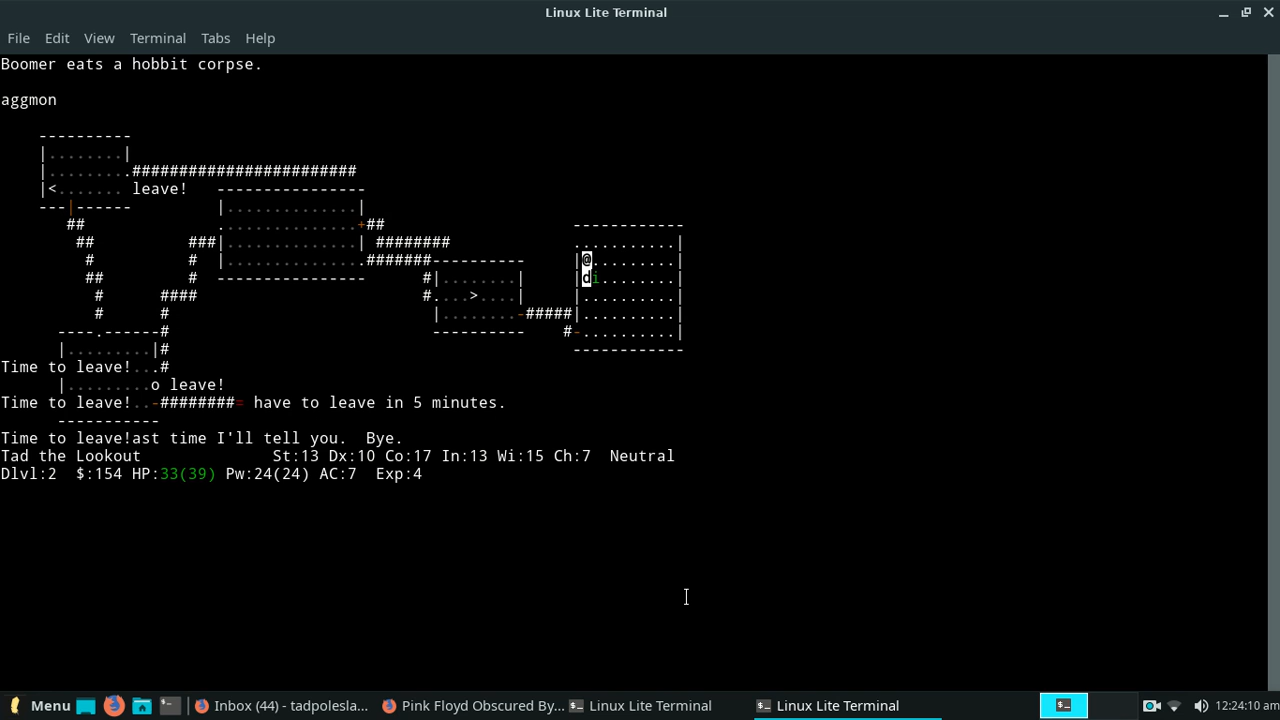 Linux Lite Terminal
File Edit View Terminal Tabs Help
Boomer eats a hobbit corpse.
aggmon
----------
|........|
|.........#######################
|<....... leave!   ----------------
---|------         |..............|
##              ...............+##              ------------
##          ###|..............| ########             ...........|
#          #  |...............#######----------     |@.........|
##         #  ----------------      #|........|     |di........|
#      ####                        #....>....|     |..........|
#      #                            |........-#####|..........|
----.------#                            ----------    #-..........|
|.........|#                                           ------------
Time to leave!...#
|.........o leave!
Time to leave!..-########= have to leave in 5 minutes.
-----------
Time to leave!ast time I'll tell you.  Bye.
Tad the Lookout              St:13 Dx:10 Co:17 In:13 Wi:15 Ch:7  Neutral
Dlvl:2  $:154 HP:33(39) Pw:24(24) AC:7  Exp:4
Menu Inbox (44) - tadpolesla... Pink Floyd Obscured By... Linux Lite Terminal Linux Lite Terminal 12:24:10 am